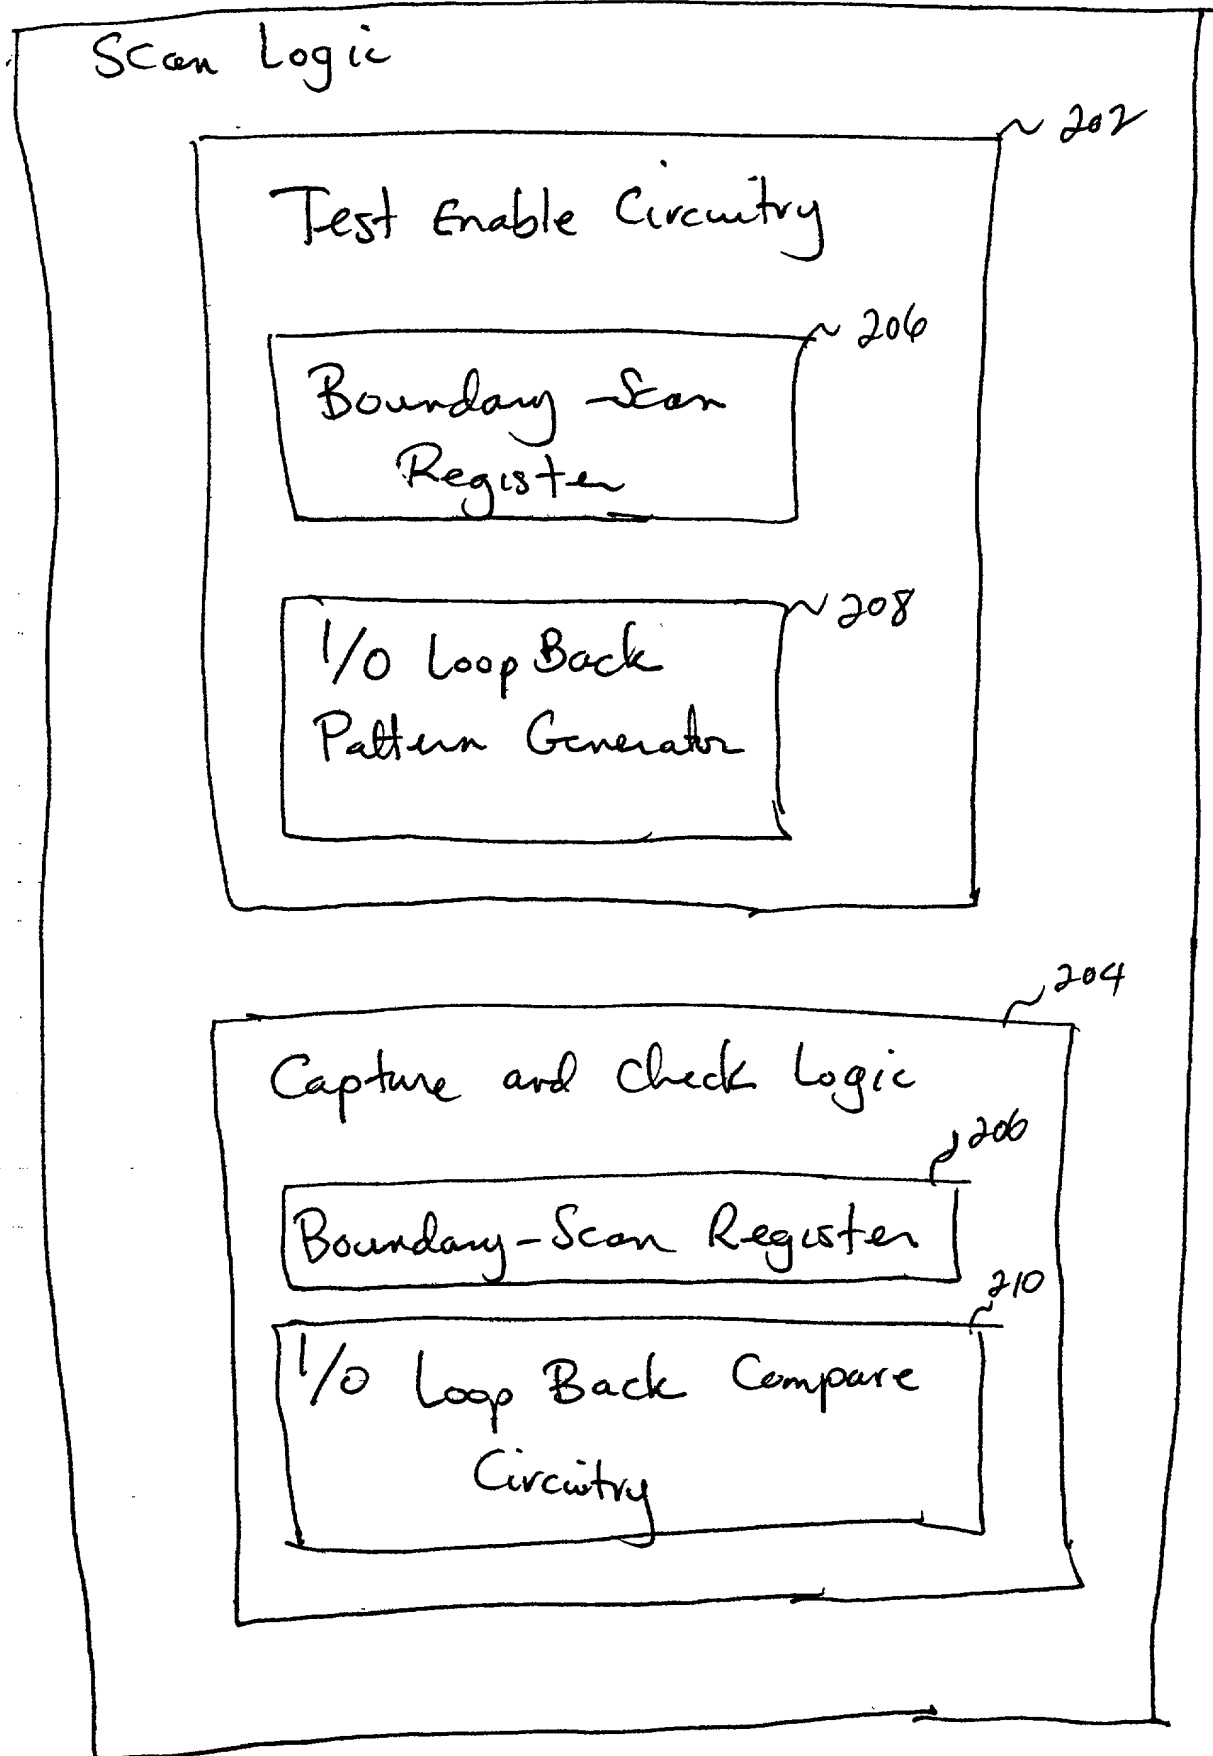 Scan Logic
202
Test Enable Circuitry
206
Boundary-Scan
Register
208
I/O Loop Back
Pattern Generator
204
Capture and Check Logic
206
Boundary-Scan Register
210
I/O Loop Back Compare
Circuitry